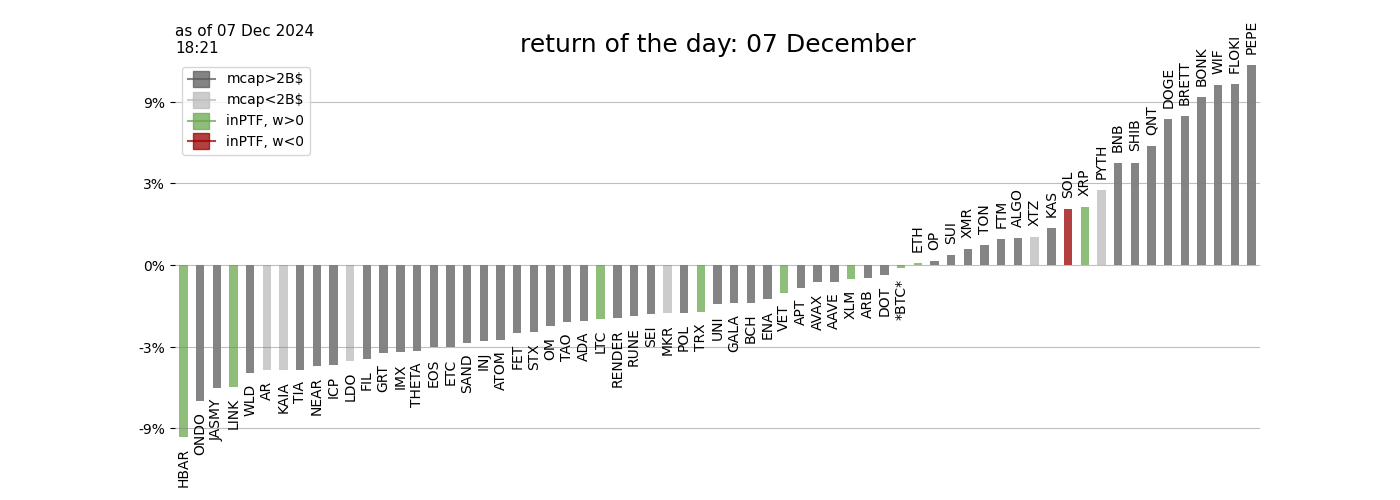 as of 07 Dec 2024
18:21
return of the day: 07 December
mcap>2B$
mcap<2B$
inPTF, w>0
inPTF, w<0
9%
3%
0%
-3%
-9%
HBAR
ONDO
JASMY
LINK
WLD
AR
KAIA
TIA
NEAR
ICP
LDO
FIL
GRT
IMX
THETA
EOS
ETC
SAND
INJ
ATOM
FET
STX
OM
TAO
ADA
LTC
RENDER
RUNE
SEI
MKR
POL
TRX
UNI
GALA
BCH
ENA
VET
APT
AVAX
AAVE
XLM
ARB
DOT
*BTC*
ETH
OP
SUI
XMR
TON
FTM
ALGO
XTZ
KAS
SOL
XRP
PYTH
BNB
SHIB
QNT
DOGE
BRETT
BONK
WIF
FLOKI
PEPE